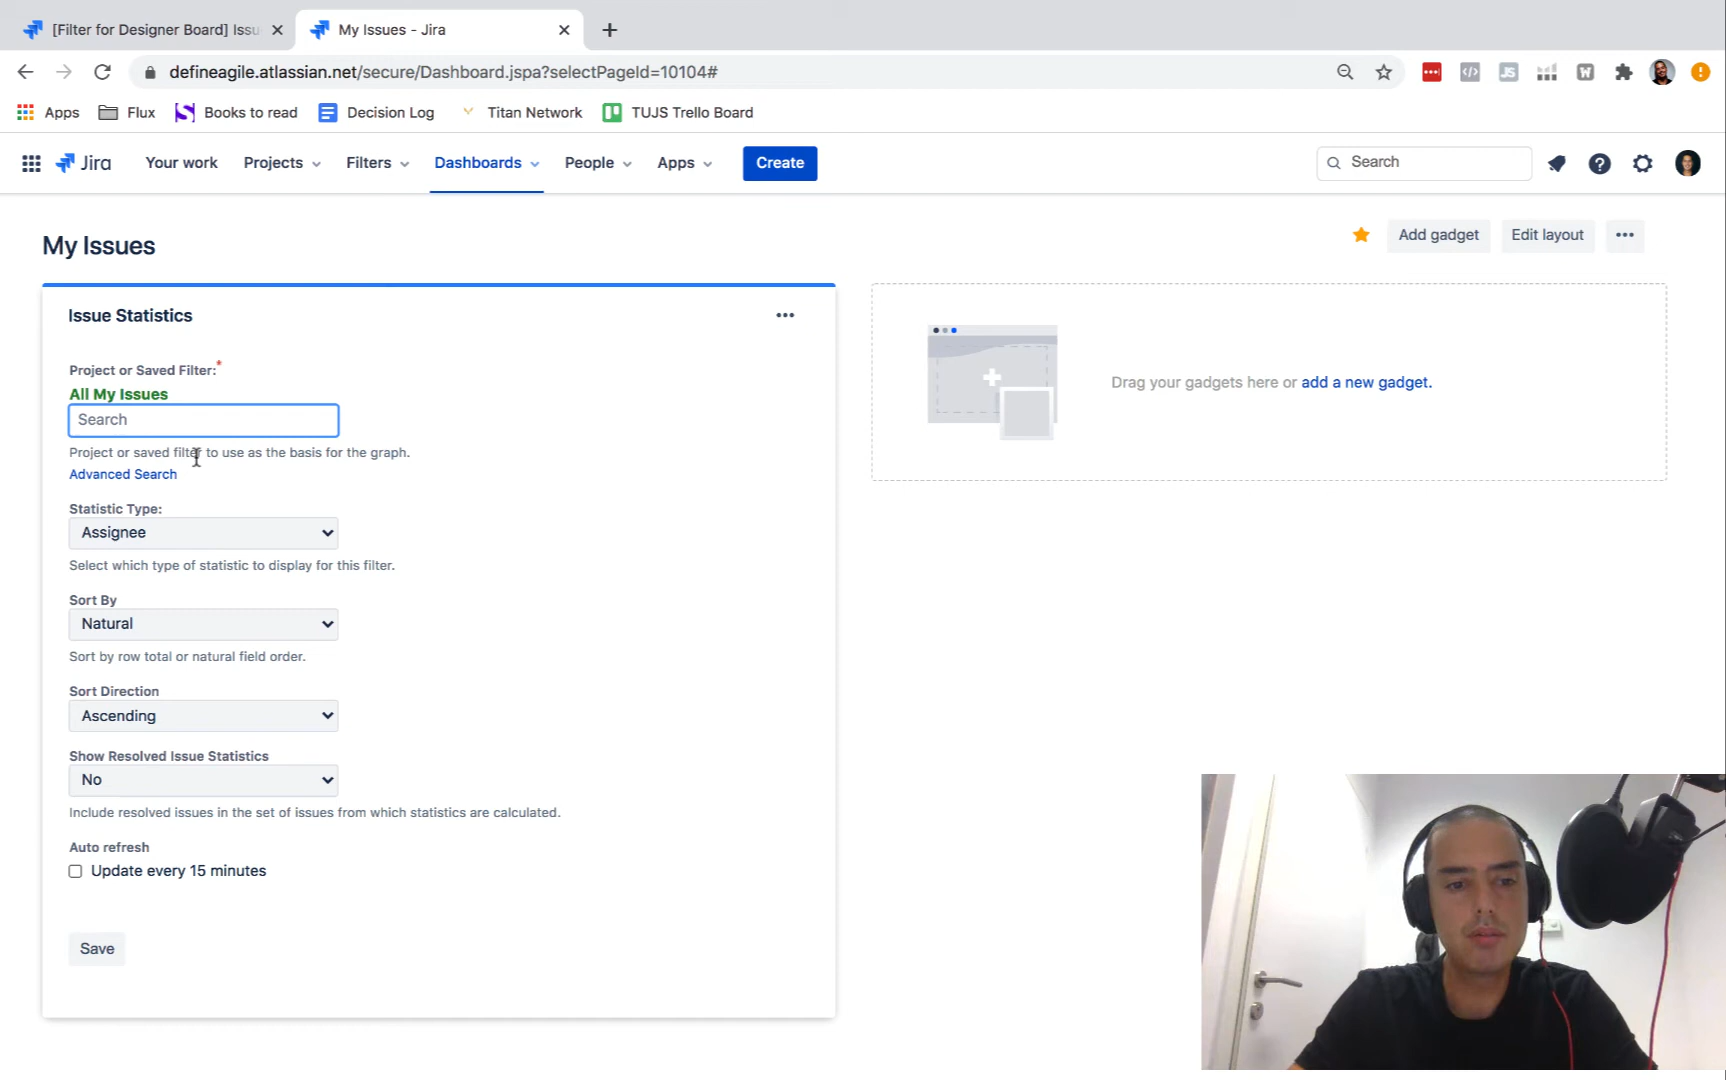 [Filter for Designer Board] Issu
My Issues - Jira
defineagile.atlassian.net/secure/Dashboard.jspa?selectPageId=10104#
JS
W
Apps
Flux
Books to read
Decision Log
Titan Network
TUJS Trello Board
Jira
Your work
Projects
Filters
Dashboards
People
Apps
Create
Search
My Issues
Add gadget
Edit layout
Issue Statistics
Project or Saved Filter:*
All My Issues
Search
Project or saved filter to use as the basis for the graph.
Advanced Search
Statistic Type:
Assignee
Select which type of statistic to display for this filter.
Sort By
Natural
Sort by row total or natural field order.
Sort Direction
Ascending
Show Resolved Issue Statistics
No
Include resolved issues in the set of issues from which statistics are calculated.
Auto refresh
Update every 15 minutes
Save
Drag your gadgets here or add a new gadget.